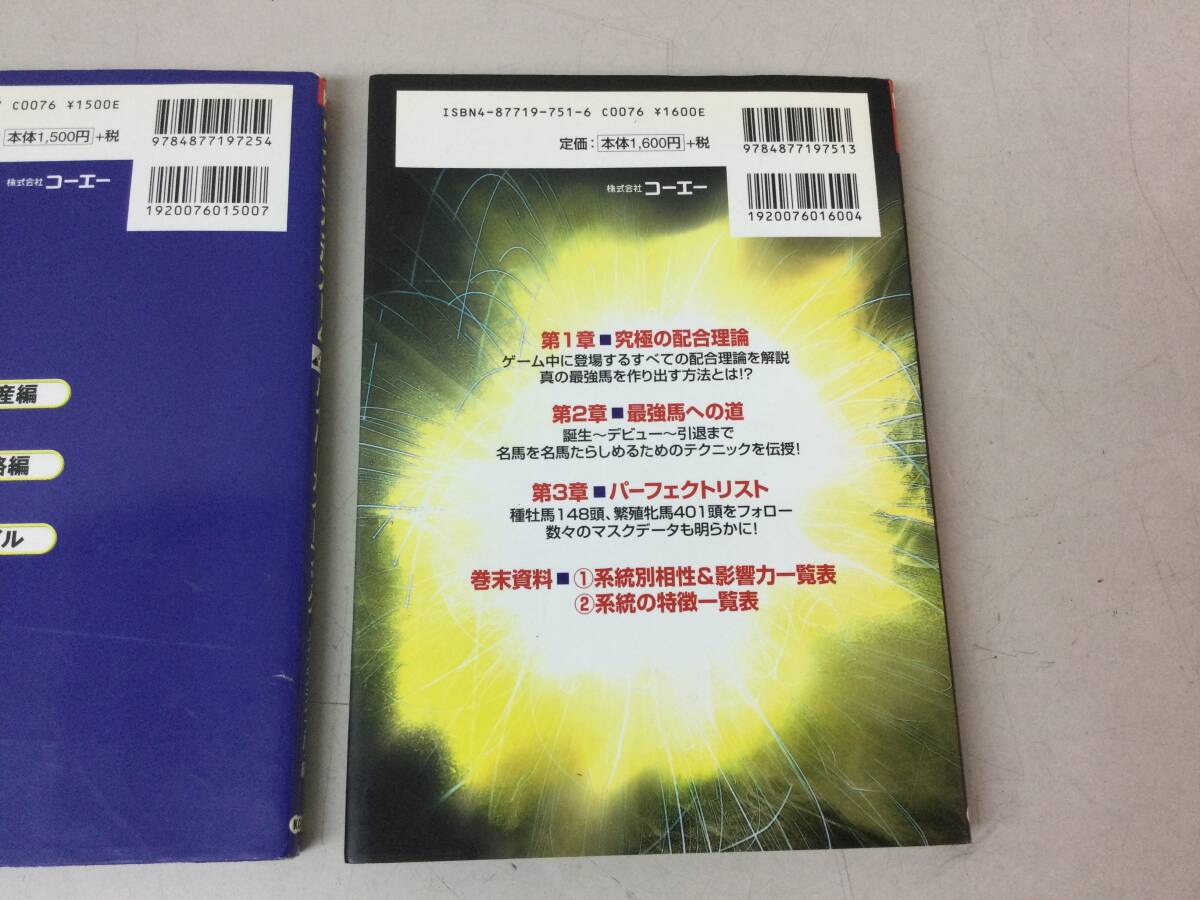 C0076 ¥1500E
本体1,500円 +税
9784877197254
株式会社 コーエー
1920076015007
産編
略編
ブル
ISBN4-87719-751-6 C0076 ¥1600E
定価: 本体1,600円 +税
9784877197513
株式会社 コーエー
1920076016004
第1章■究極の配合理論
ゲーム中に登場するすべての配合理論を解説
真の最強馬を作り出す方法とは!?
第2章■最強馬への道
誕生〜デビュー〜引退まで
名馬を名馬たらしめるためのテクニックを伝授!
第3章■パーフェクトリスト
種牡馬148頭、繁殖牝馬401頭をフォロー
数々のマスクデータも明らかに!
巻末資料■①系統別相性&影響力一覧表
②系統の特徴一覧表